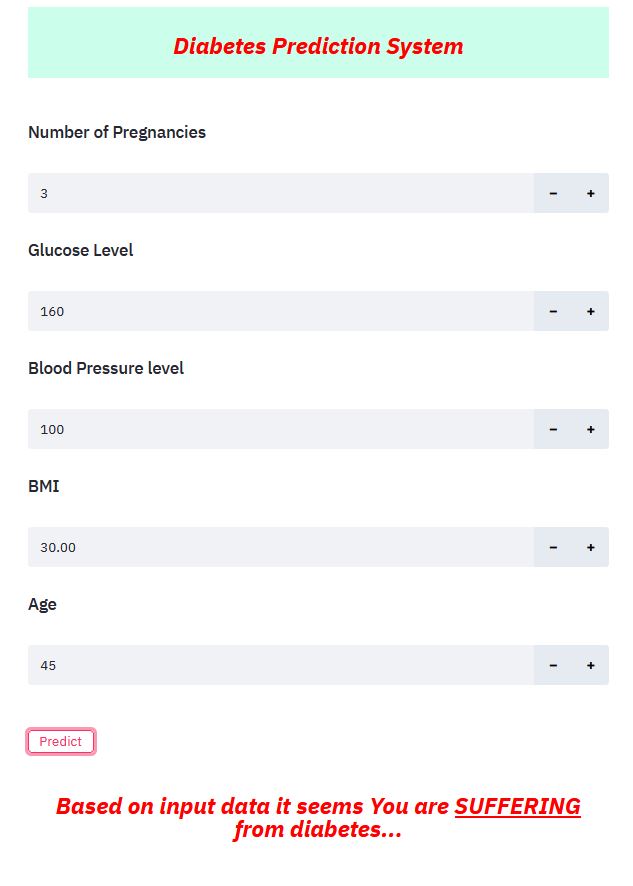 Diabetes Prediction System
Number of Pregnancies
3 − +
Glucose Level
160 − +
Blood Pressure level
100 − +
BMI
30.00 − +
Age
45 − +
Predict
Based on input data it seems You are SUFFERING
from diabetes...